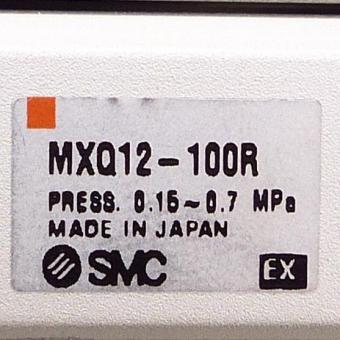 MXQ12-100R
PRESS. 0.15~0.7 MPa
MADE IN JAPAN
SMC EX